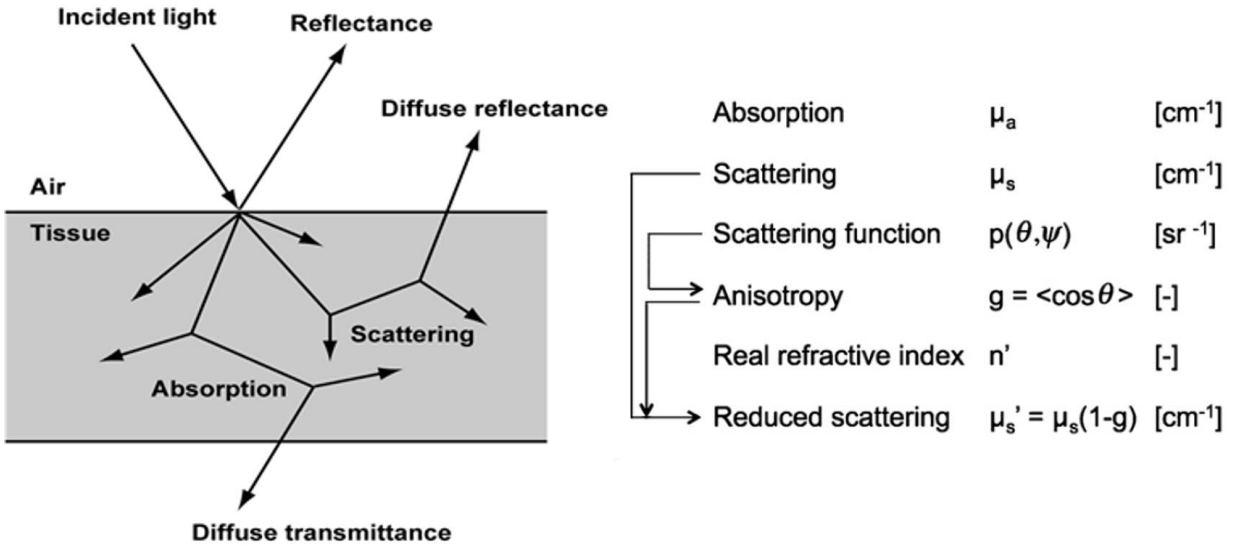 Incident light
Reflectance
Diffuse reflectance
Air
Tissue
Scattering
Absorption
Diffuse transmittance
Absorption μa [cm-1]
Scattering μs [cm-1]
Scattering function p(θ,ψ) [sr -1]
Anisotropy g = <cosθ> [-]
Real refractive index n' [-]
Reduced scattering μs' = μs(1-g) [cm-1]